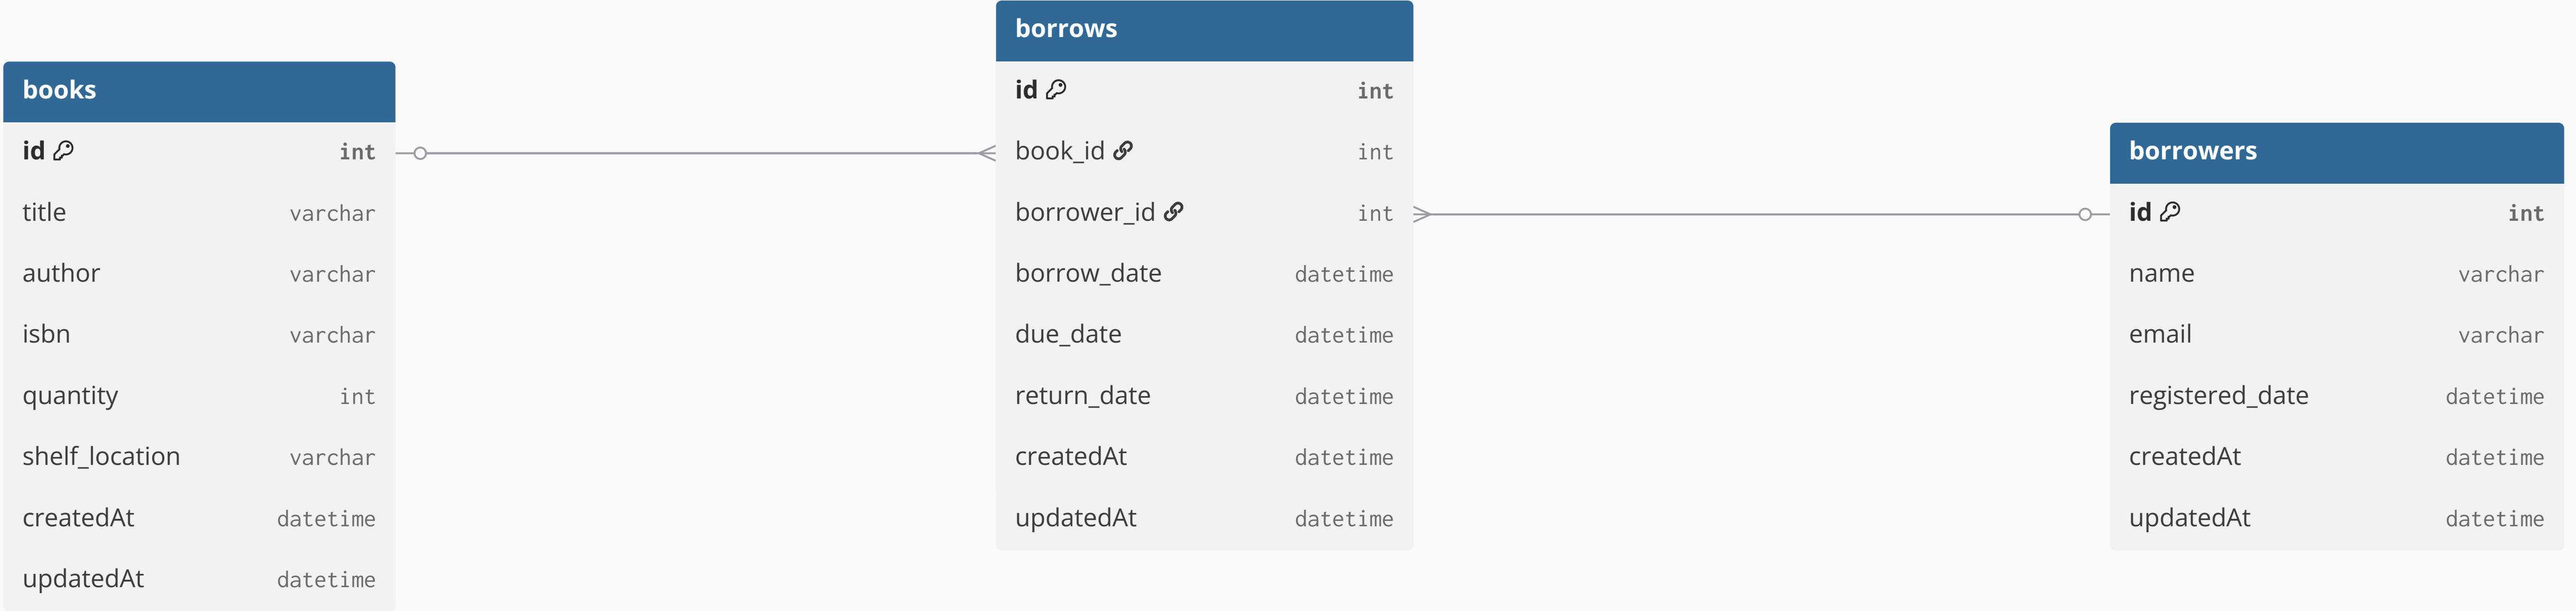 books
id int
title varchar
author varchar
isbn varchar
quantity int
shelf_location varchar
createdAt datetime
updatedAt datetime
borrows
id int
book_id int
borrower_id int
borrow_date datetime
due_date datetime
return_date datetime
createdAt datetime
updatedAt datetime
borrowers
id int
name varchar
email varchar
registered_date datetime
createdAt datetime
updatedAt datetime